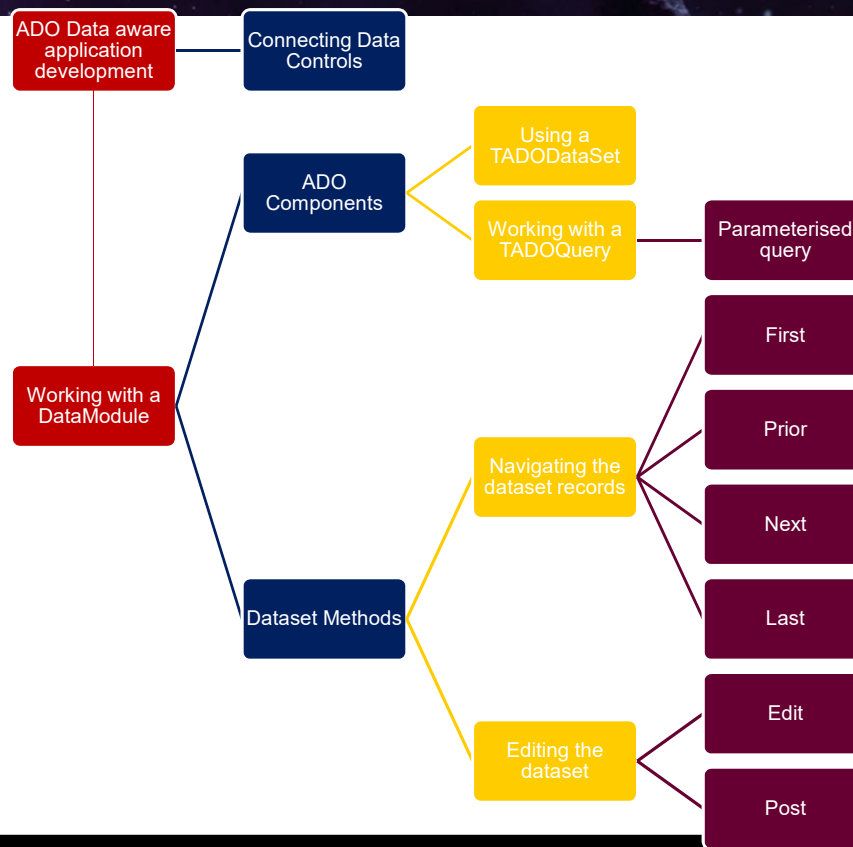 ADO Data aware
application
development
Connecting Data
Controls
Using a
TADODataSet
ADO
Components
Working with a
TADOQuery
Parameterised
query
First
Working with a
DataModule
Prior
Navigating the
dataset records
Next
Dataset Methods
Last
Edit
Editing the
dataset
Post